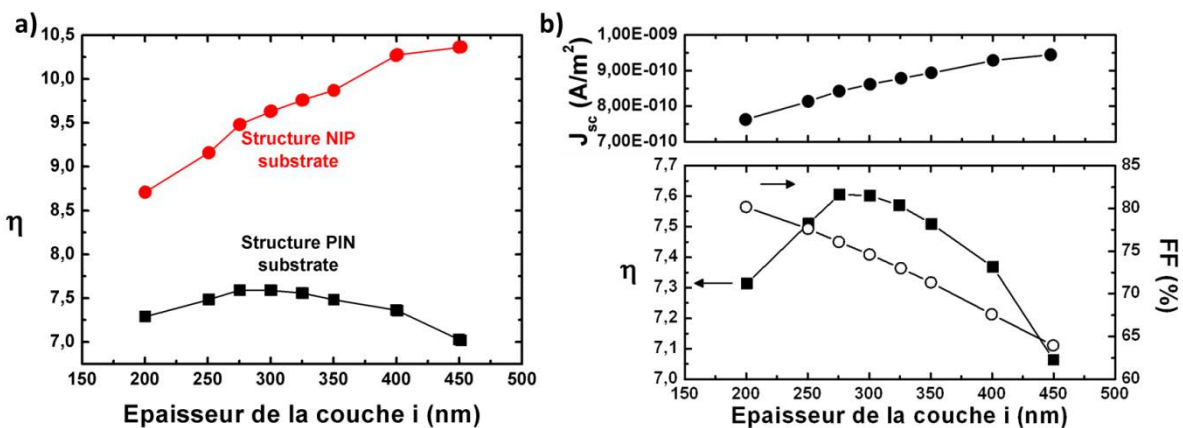 a)
10,5
10,0
9,5
9,0
8,5
8,0
7,5
7,0
η
Structure NIP
substrate
Structure PIN
substrate
150 200 250 300 350 400 450 500
Epaisseur de la couche i (nm)
b)
1,00E-009
9,00E-010
8,00E-010
7,00E-010
Jsc (A/m²)
7,7
7,6
7,5
7,4
7,3
7,2
7,1
7,0
η
85
80
75
70
65
60
FF (%)
150 200 250 300 350 400 450 500
Epaisseur de la couche i (nm)